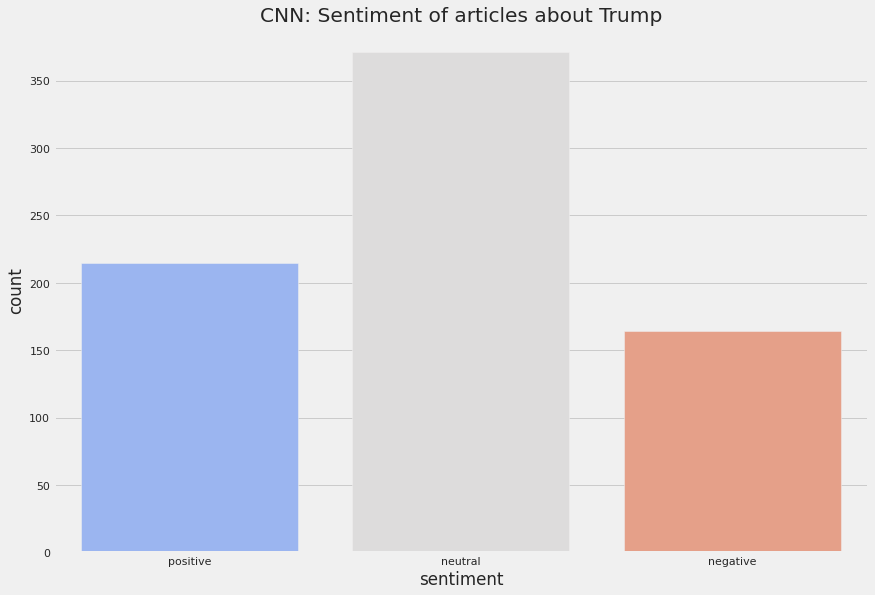 CNN: Sentiment of articles about Trump
350
300
250
200
150
100
50
0
count
positive neutral negative
sentiment